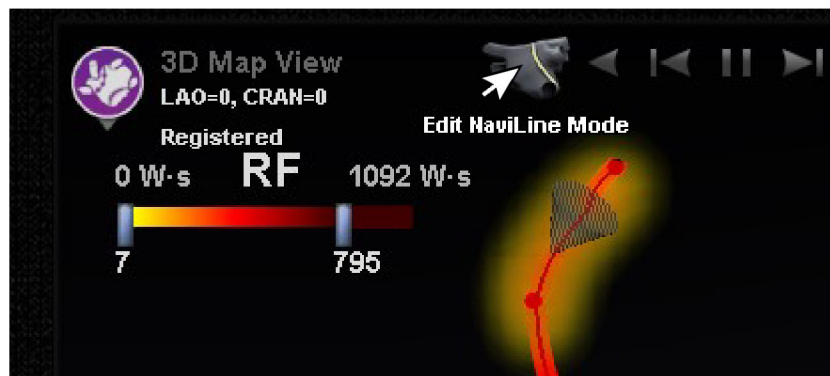 3D Map View
LAO=0, CRAN=0
Edit NaviLine Mode
Registered
0 W·s RF 1092 W·s
7 795